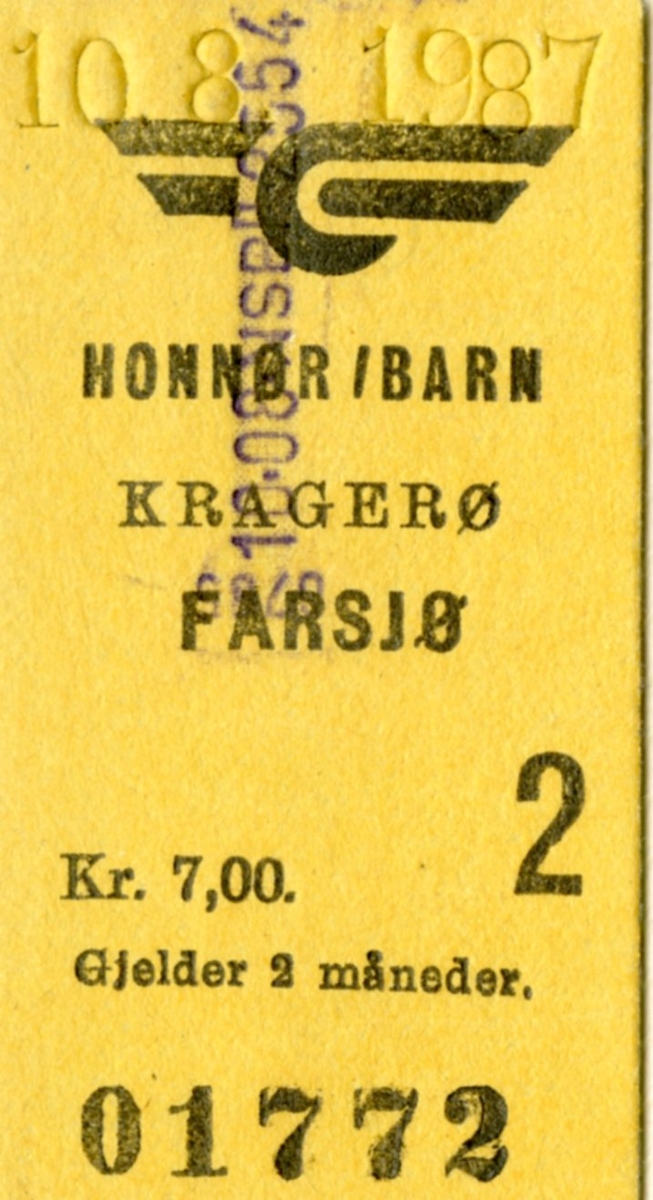 10.8 1987
HONNØR/BARN
KRAGERØ
FARSJØ
2
Kr. 7,00.
Gjelder 2 måneder.
01772